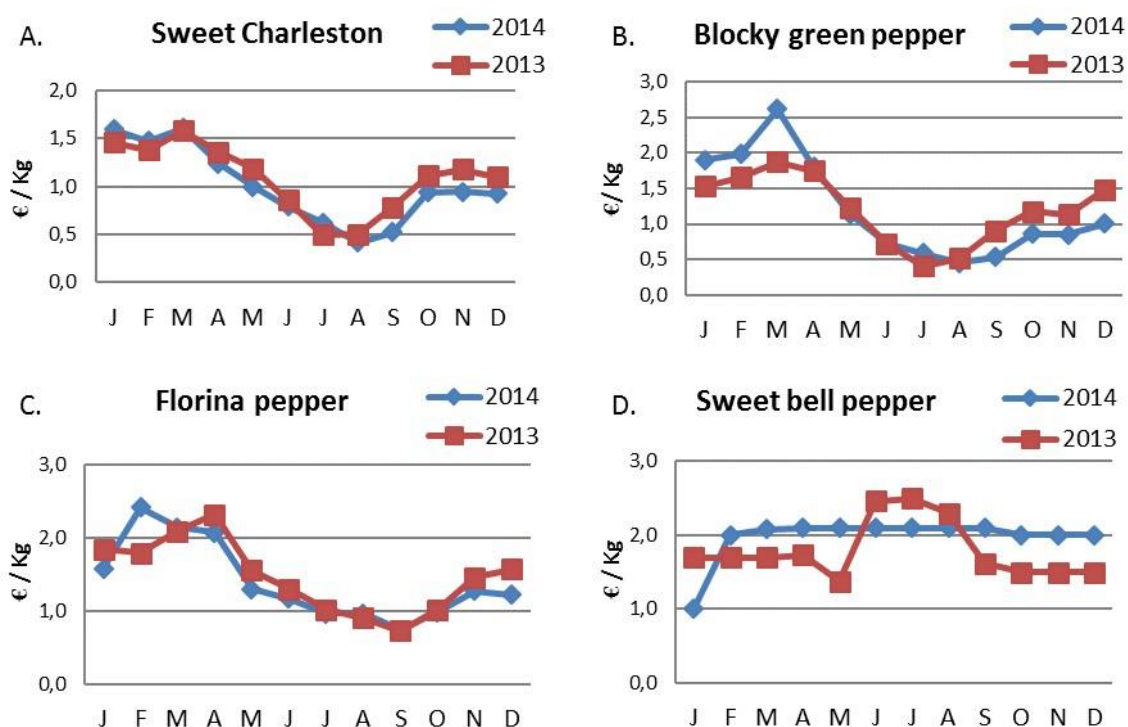 A.
Sweet Charleston
2014
2013
2,0
1,5
1,0
0,5
0,0
€ / Kg
J F M A M J J A S O N D
B.
Blocky green pepper
2014
2013
3,0
2,5
2,0
1,5
1,0
0,5
0,0
€ / Kg
J F M A M J J A S O N D
C.
Florina pepper
2014
2013
3,0
2,0
1,0
0,0
€ / Kg
J F M A M J J A S O N D
D.
Sweet bell pepper
2014
2013
3,0
2,0
1,0
0,0
€ / Kg
J F M A M J J A S O N D